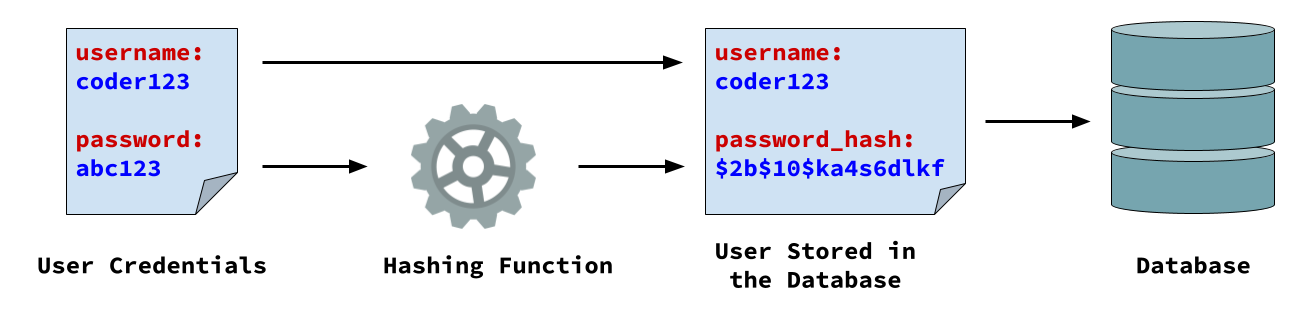 username:
coder123
password:
abc123
User Credentials
Hashing Function
username:
coder123
password_hash:
$2b$10$ka4s6dlkf
User Stored in
the Database
Database